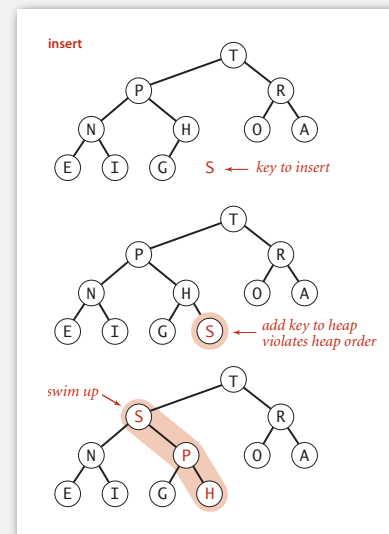 insert
T
P R
N H O A
E I G S key to insert
T
P R
N H O A
E I G S add key to heap
violates heap order
swim up T
S R
N P O A
E I G H